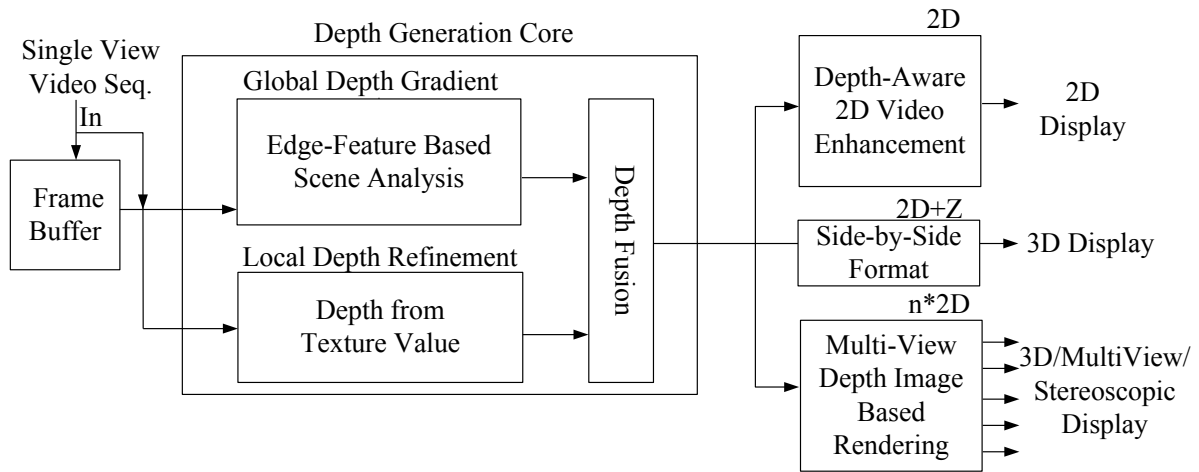 Single View
Video Seq.
In
Frame
Buffer
Depth Generation Core
Global Depth Gradient
Edge-Feature Based
Scene Analysis
Local Depth Refinement
Depth from
Texture Value
Depth Fusion
2D
Depth-Aware
2D Video
Enhancement
2D
Display
2D+Z
Side-by-Side
Format
3D Display
n*2D
Multi-View
Depth Image
Based
Rendering
3D/MultiView/
Stereoscopic
Display